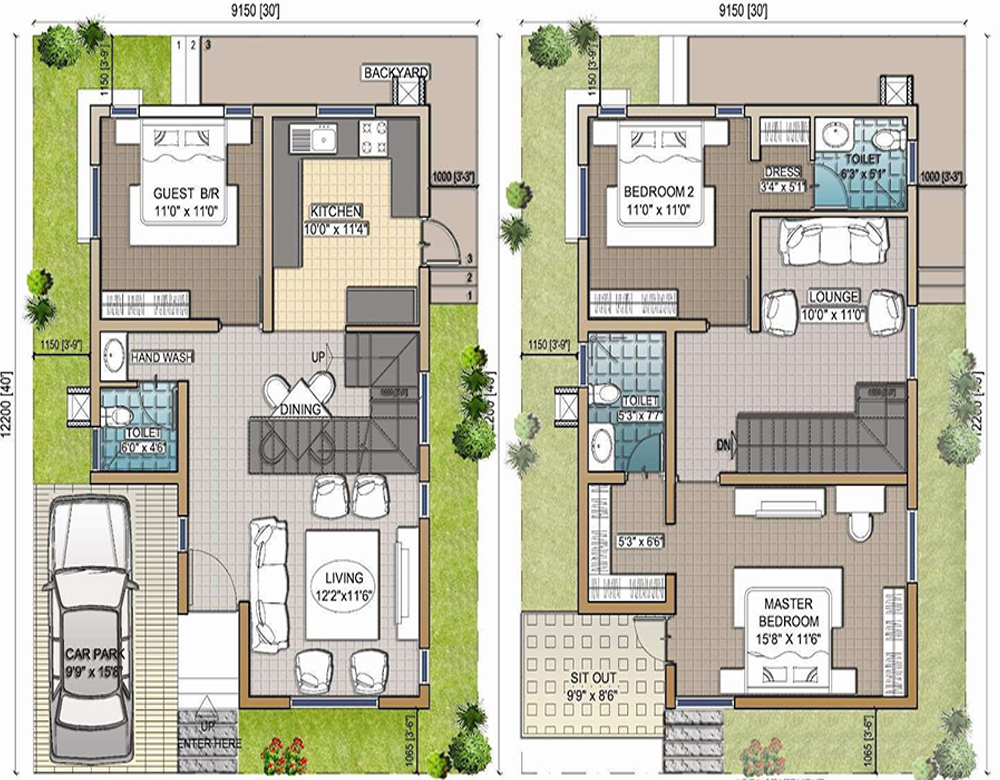 9150 [30']
1 2 3
BACKYARD
1150 [3'-9"]
GUEST B/R
11'0" x 11'0"
KITCHEN
10'0" x 11'4"
1000 [3'-3"]
3
2
1
1150 [3'-9"]
HAND WASH
UP
DINING
TOILET
6'0" x 4'6"
12200 [40']
LIVING
12'2"x11'6"
CAR PARK
9'9" x 15'8"
UP
ENTER HERE
1065 [3'-6"]
9150 [30']
1150 [3'-9"]
BEDROOM 2
11'0" x 11'0"
DRESS
3'4" x 5'1"
TOILET
6'3" x 5'1"
1000 [3'-3"]
LOUNGE
10'0" x 11'0"
1150 [3'-9"]
TOILET
5'3" x 7'7"
DN
12200 [40']
5'3" x 6'6"
MASTER
BEDROOM
15'8" X 11'6"
SIT OUT
9'9" x 8'6"
1065 [3'-6"]